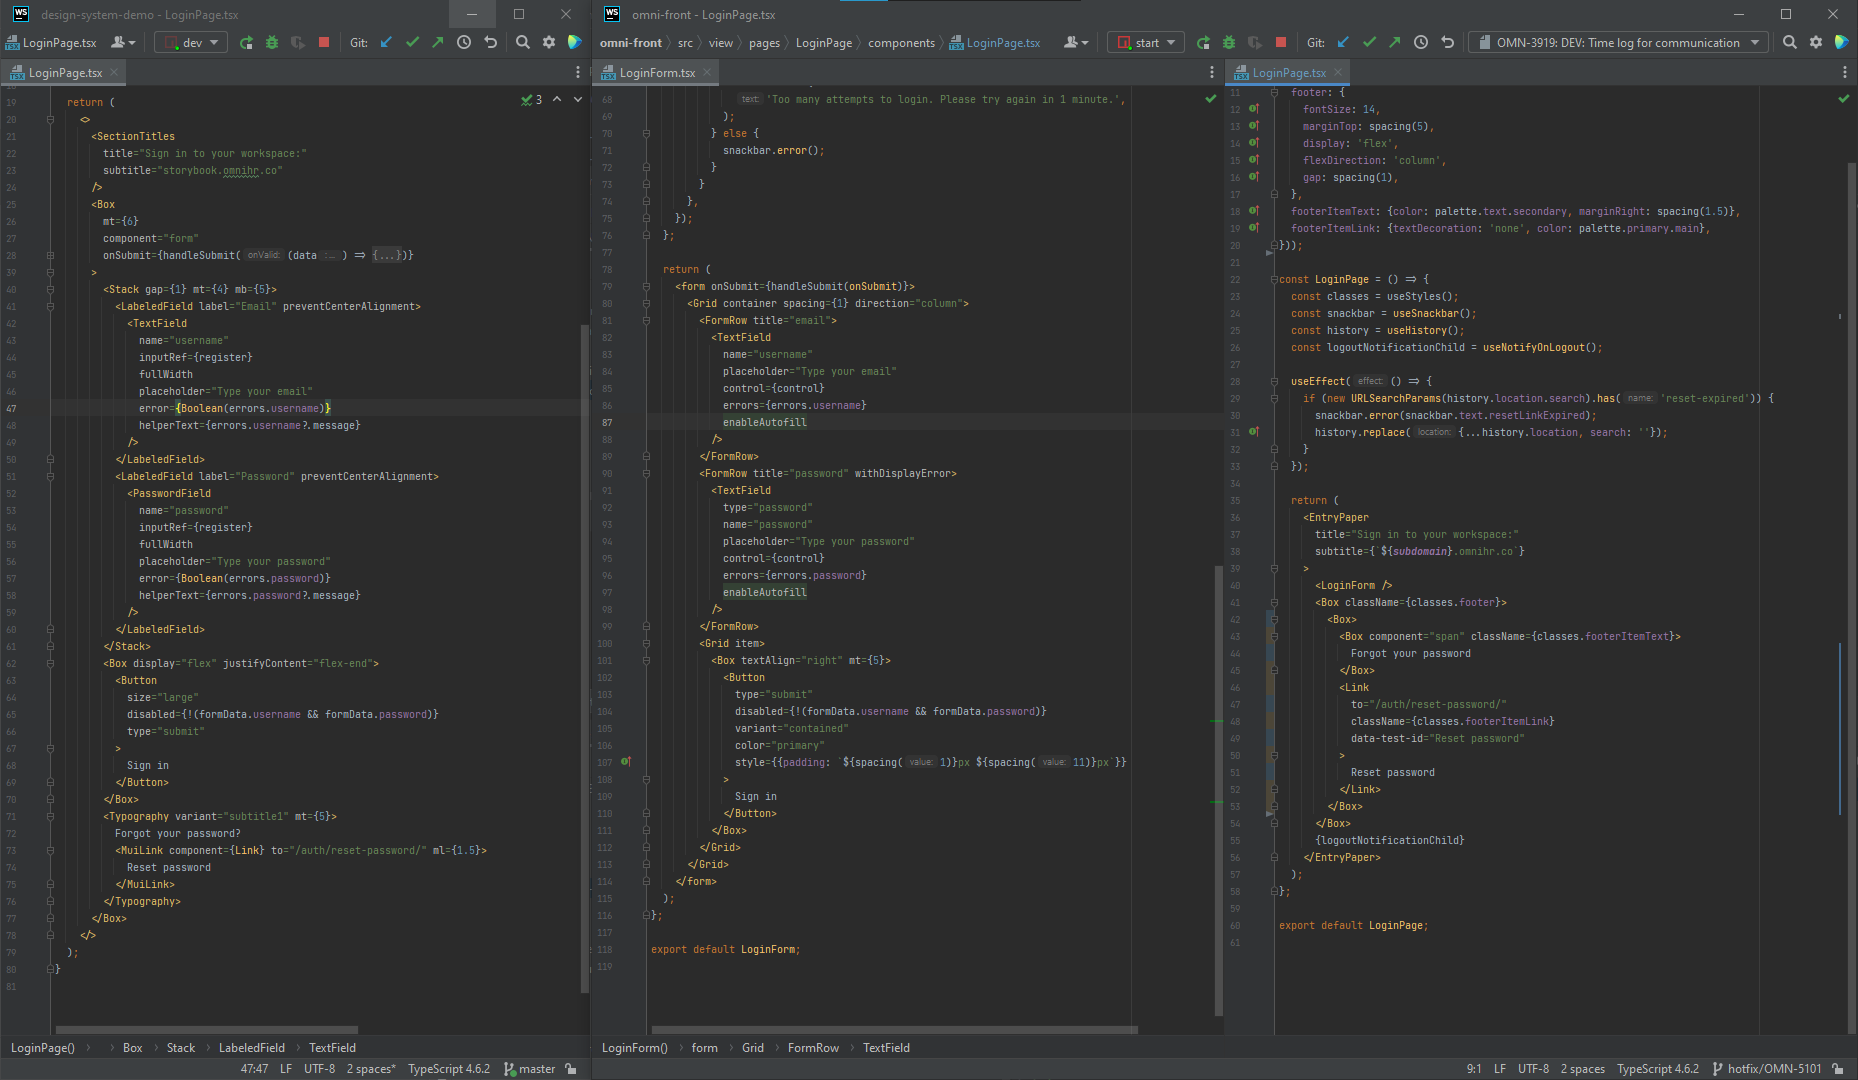 design-system-demo - LoginPage.tsx
LoginPage.tsx
dev
Git:
LoginPage.tsx
3
19 return (
20 <>
21 <SectionTitles
22 title="Sign in to your workspace:"
23 subtitle="storybook.omnihr.co"
24 />
25 <Box
26 mt={6}
27 component="form"
28 onSubmit={handleSubmit( onValid: (data :... ) ⇒ {...})}
39 >
40 <Stack gap={1} mt={4} mb={5}>
41 <LabeledField label="Email" preventCenterAlignment>
42 <TextField
43 name="username"
44 inputRef={register}
45 fullWidth
46 placeholder="Type your email"
47 error={Boolean(errors.username)}
48 helperText={errors.username?.message}
49 />
50 </LabeledField>
51 <LabeledField label="Password" preventCenterAlignment>
52 <PasswordField
53 name="password"
54 inputRef={register}
55 fullWidth
56 placeholder="Type your password"
57 error={Boolean(errors.password)}
58 helperText={errors.password?.message}
59 />
60 </LabeledField>
61 </Stack>
62 <Box display="flex" justifyContent="flex-end">
63 <Button
64 size="large"
65 disabled={!(formData.username && formData.password)}
66 type="submit"
67 >
68 Sign in
69 </Button>
70 </Box>
71 <Typography variant="subtitle1" mt={5}>
72 Forgot your password?
73 <MuiLink component={Link} to="/auth/reset-password/" ml={1.5}>
74 Reset password
75 </MuiLink>
76 </Typography>
77 </Box>
78 </>
79 );
80 }
81
LoginPage() Box Stack LabeledField TextField
47:47 LF UTF-8 2 spaces* TypeScript 4.6.2 master
omni-front - LoginPage.tsx
omni-front src view pages LoginPage components LoginPage.tsx
start
Git:
OMN-3919: DEV: Time log for communication
LoginForm.tsx
68 text: 'Too many attempts to login. Please try again in 1 minute.',
69 );
70 } else {
71 snackbar.error();
72 }
73 }
74 },
75 });
76 };
77
78 return (
79 <form onSubmit={handleSubmit(onSubmit)}>
80 <Grid container spacing={1} direction="column">
81 <FormRow title="email">
82 <TextField
83 name="username"
84 placeholder="Type your email"
85 control={control}
86 errors={errors.username}
87 enableAutofill
88 />
89 </FormRow>
90 <FormRow title="password" withDisplayError>
91 <TextField
92 type="password"
93 name="password"
94 placeholder="Type your password"
95 control={control}
96 errors={errors.password}
97 enableAutofill
98 />
99 </FormRow>
100 <Grid item>
101 <Box textAlign="right" mt={5}>
102 <Button
103 type="submit"
104 disabled={!(formData.username && formData.password)}
105 variant="contained"
106 color="primary"
107 style={{padding: `${spacing( value: 1)}px ${spacing( value: 11)}px`}}
108 >
109 Sign in
110 </Button>
111 </Box>
112 </Grid>
113 </Grid>
114 </form>
115 );
116 };
117
118 export default LoginForm;
119
LoginForm() form Grid FormRow TextField
LoginPage.tsx
11 footer: {
12 fontSize: 14,
13 marginTop: spacing(5),
14 display: 'flex',
15 flexDirection: 'column',
16 gap: spacing(1),
17 },
18 footerItemText: {color: palette.text.secondary, marginRight: spacing(1.5)},
19 footerItemLink: {textDecoration: 'none', color: palette.primary.main},
20 }));
21
22 const LoginPage = () ⇒ {
23 const classes = useStyles();
24 const snackbar = useSnackbar();
25 const history = useHistory();
26 const logoutNotificationChild = useNotifyOnLogout();
27
28 useEffect( effect: () ⇒ {
29 if (new URLSearchParams(history.location.search).has( name: 'reset-expired')) {
30 snackbar.error(snackbar.text.resetLinkExpired);
31 history.replace( location: {...history.location, search: ''});
32 }
33 });
34
35 return (
36 <EntryPaper
37 title="Sign in to your workspace:"
38 subtitle={`${subdomain}.omnihr.co`}
39 >
40 <LoginForm />
41 <Box className={classes.footer}>
42 <Box>
43 <Box component="span" className={classes.footerItemText}>
44 Forgot your password
45 </Box>
46 <Link
47 to="/auth/reset-password/"
48 className={classes.footerItemLink}
49 data-test-id="Reset password"
50 >
51 Reset password
52 </Link>
53 </Box>
54 </Box>
55 {logoutNotificationChild}
56 </EntryPaper>
57 );
58 };
59
60 export default LoginPage;
61
9:1 LF UTF-8 2 spaces TypeScript 4.6.2 hotfix/OMN-5101